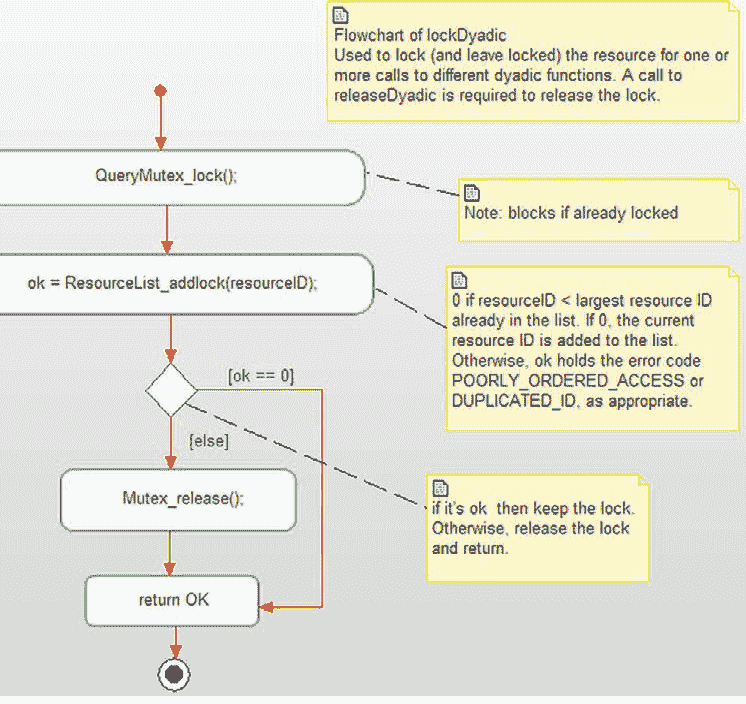 Flowchart of lockDyadic
Used to lock (and leave locked) the resource for one or
more calls to different dyadic functions. A call to
releaseDyadic is required to release the lock.
QueryMutex_lock();
Note: blocks if already locked
ok = ResourceList_addlock(resourceID);
0 if resourceID < largest resource ID
already in the list. If 0, the current
resource ID is added to the list.
Otherwise, ok holds the error code
POORLY_ORDERED_ACCESS or
DUPLICATED_ID, as appropriate.
[ok == 0]
[else]
Mutex_release();
if it's ok then keep the lock.
Otherwise, release the lock
and return.
return OK